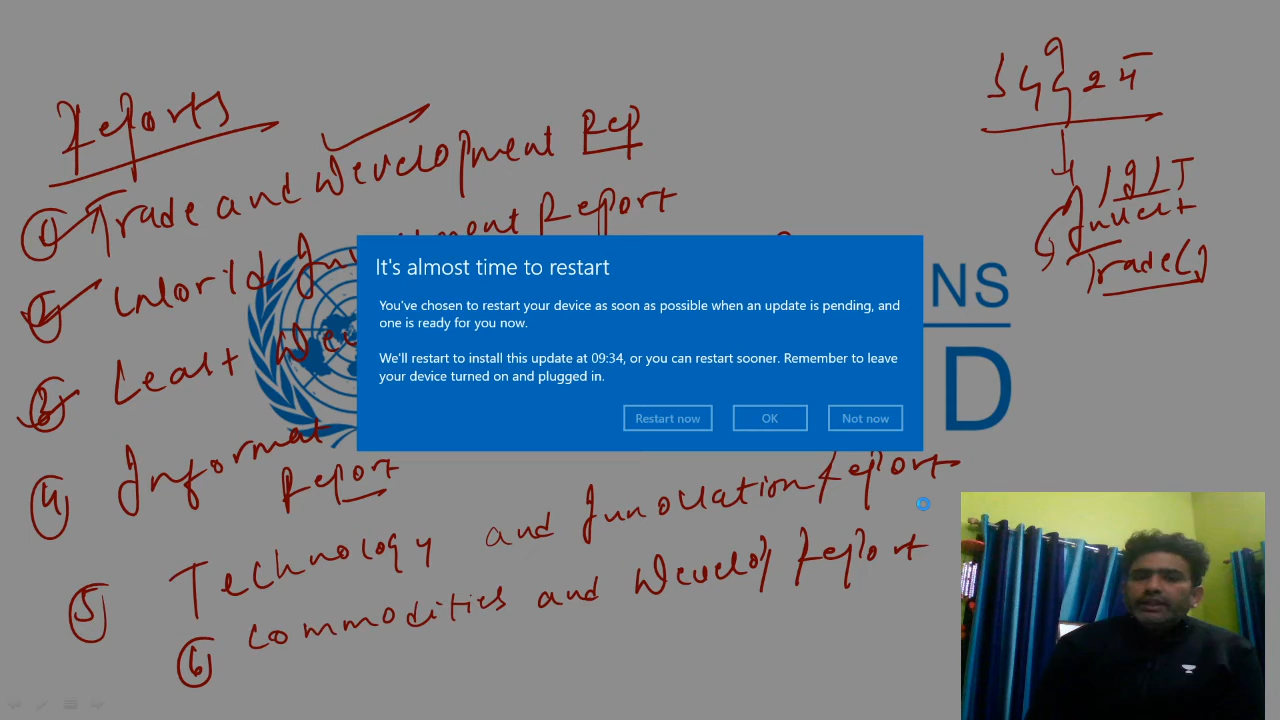 Reports
① Trade and Development Rep
② World Investment Report
③ Least Dev
④ Informat
Report
⑤ Technology and Innovation Report
⑥ Commodities and Develop Report
Invest
Trade
NS
D
It's almost time to restart
You've chosen to restart your device as soon as possible when an update is pending, and
one is ready for you now.
We'll restart to install this update at 09:34, or you can restart sooner. Remember to leave
your device turned on and plugged in.
Restart now OK Not now